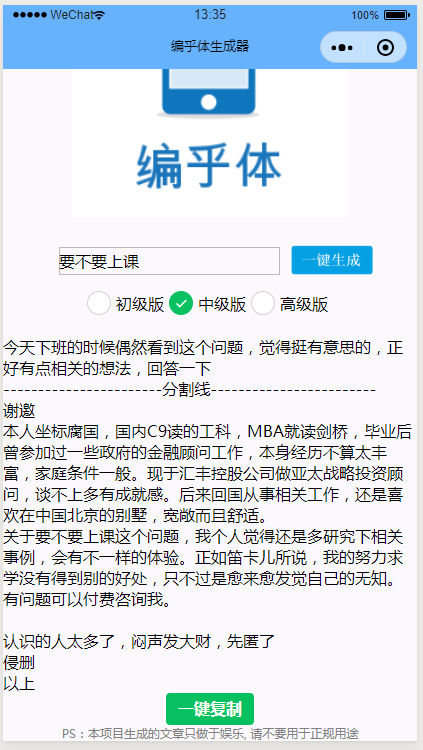 WeChat 13:35 100%
编乎体生成器
编乎体
要不要上课 一键生成
初级版 中级版 高级版
今天下班的时候偶然看到这个问题，觉得挺有意思的，正
好有点相关的想法，回答一下
-----------------------分割线------------------------
谢邀
本人坐标腐国，国内C9读的工科，MBA就读剑桥，毕业后
曾参加过一些政府的金融顾问工作，本身经历不算太丰
富，家庭条件一般。现于汇丰控股公司做亚太战略投资顾
问，谈不上多有成就感。后来回国从事相关工作，还是喜
欢在中国北京的别墅，宽敞而且舒适。
关于要不要上课这个问题，我个人觉得还是多研究下相关
事例，会有不一样的体验。正如笛卡儿所说，我的努力求
学没有得到别的好处，只不过是愈来愈发觉自己的无知。
有问题可以付费咨询我。
认识的人太多了，闷声发大财，先匿了
侵删
以上
一键复制
PS：本项目生成的文章只做于娱乐, 请不要用于正规用途